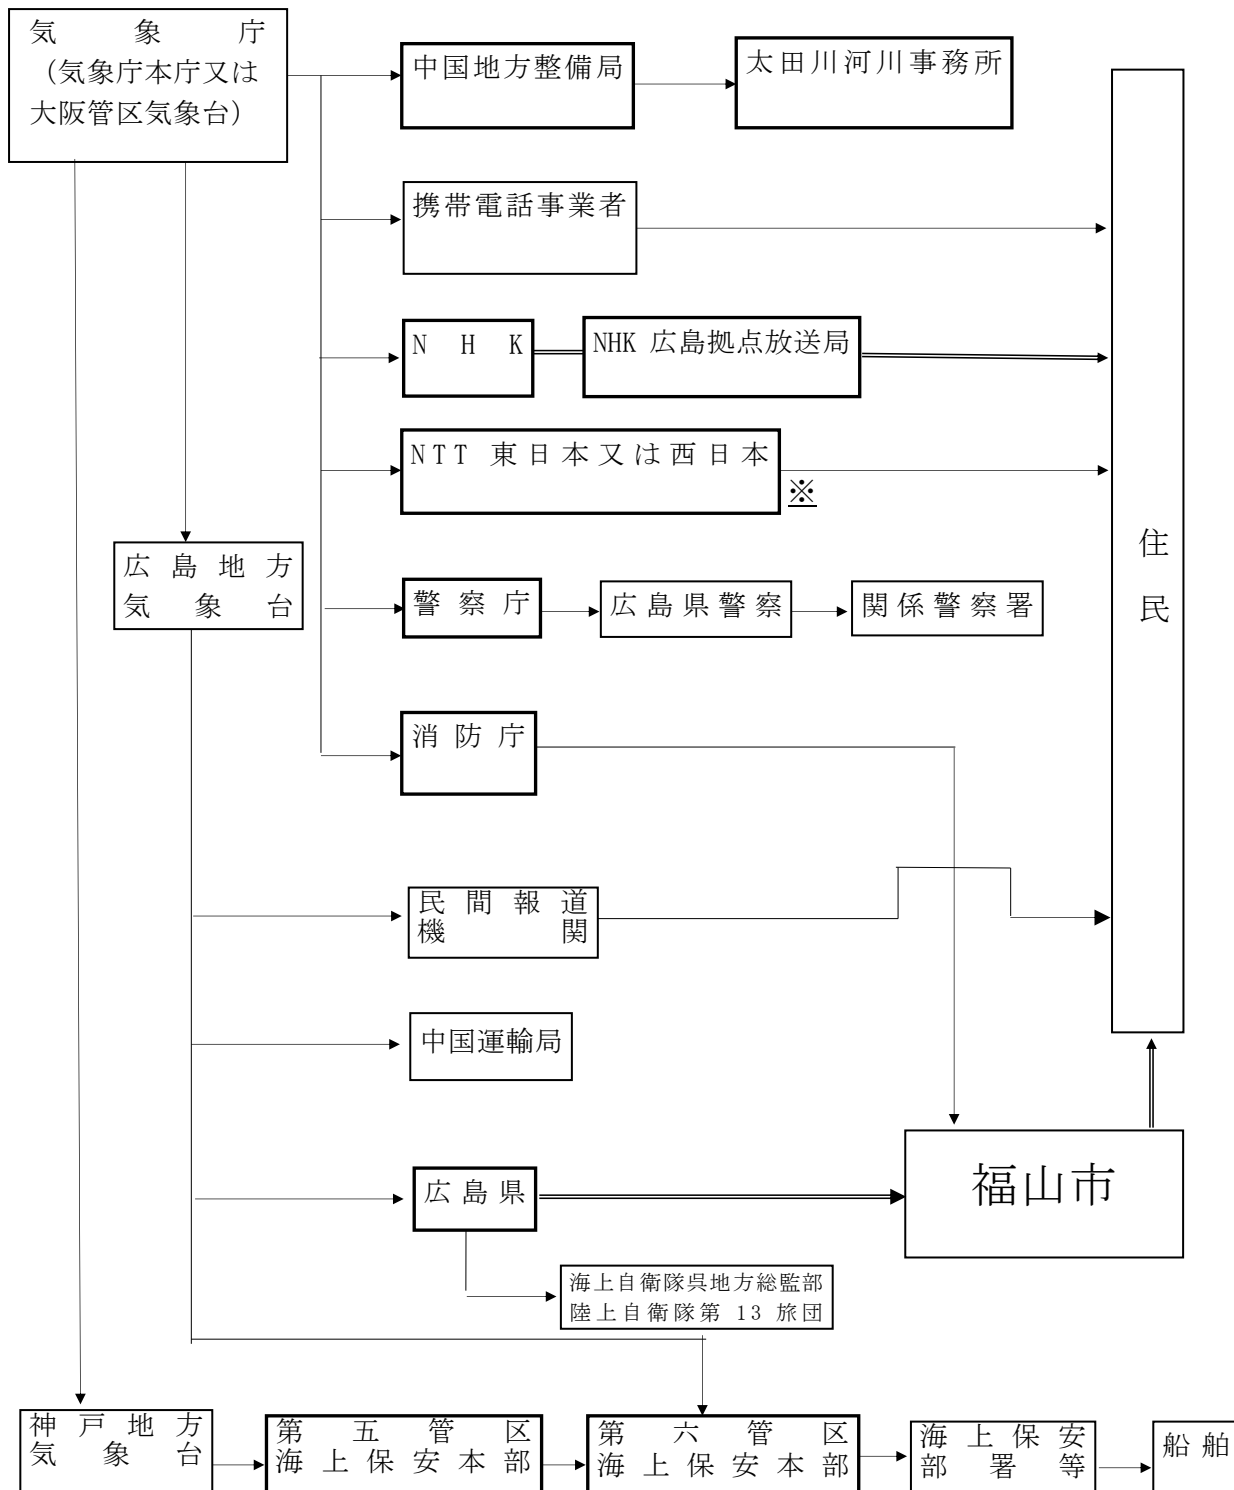 気象庁
（気象庁本庁又は
大阪管区気象台）
中国地方整備局
太田川河川事務所
携帯電話事業者
NHK
NHK 広島拠点放送局
NTT 東日本又は西日本
※
住民
広島地方
気象台
警察庁
広島県警察
関係警察署
消防庁
民間報道
機関
中国運輸局
広島県
福山市
海上自衛隊呉地方総監部
陸上自衛隊第 13 旅団
神戸地方
気象台
第五管区
海上保安本部
第六管区
海上保安本部
海上保安
部署等
船舶